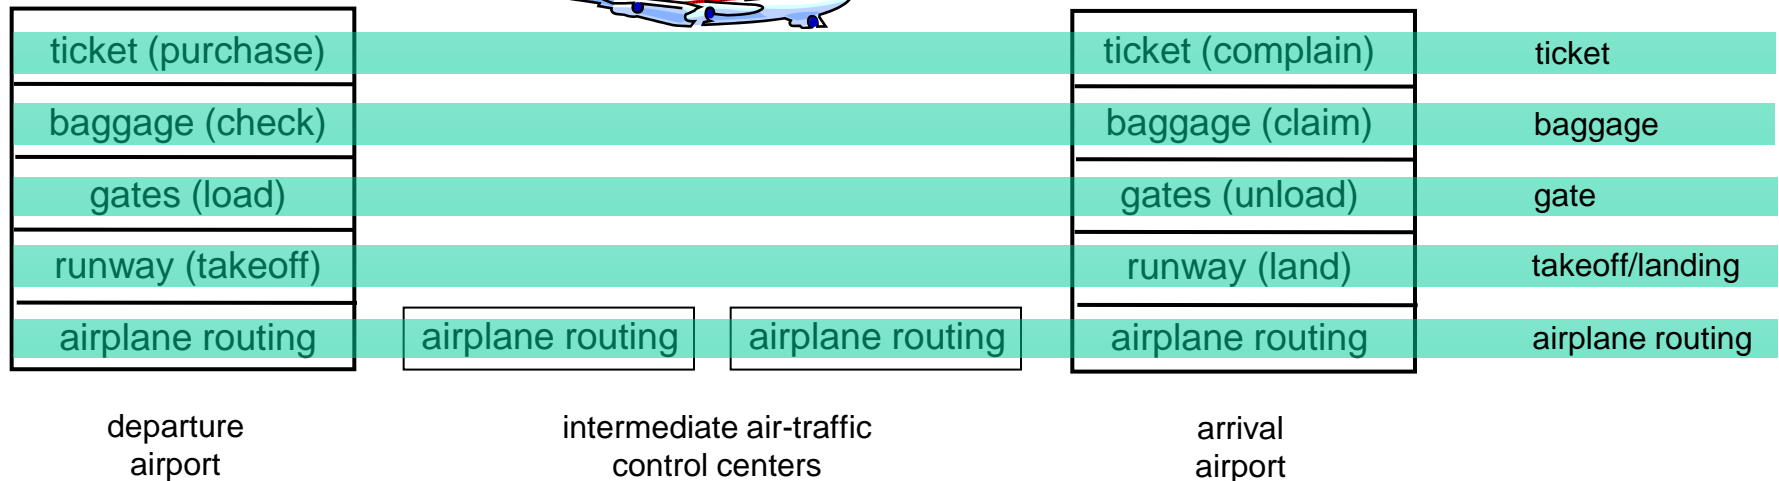 ticket (purchase) ticket (complain) ticket
baggage (check) baggage (claim) baggage
gates (load) gates (unload) gate
runway (takeoff) runway (land) takeoff/landing
airplane routing airplane routing airplane routing airplane routing airplane routing
departure
airport
intermediate air-traffic
control centers
arrival
airport